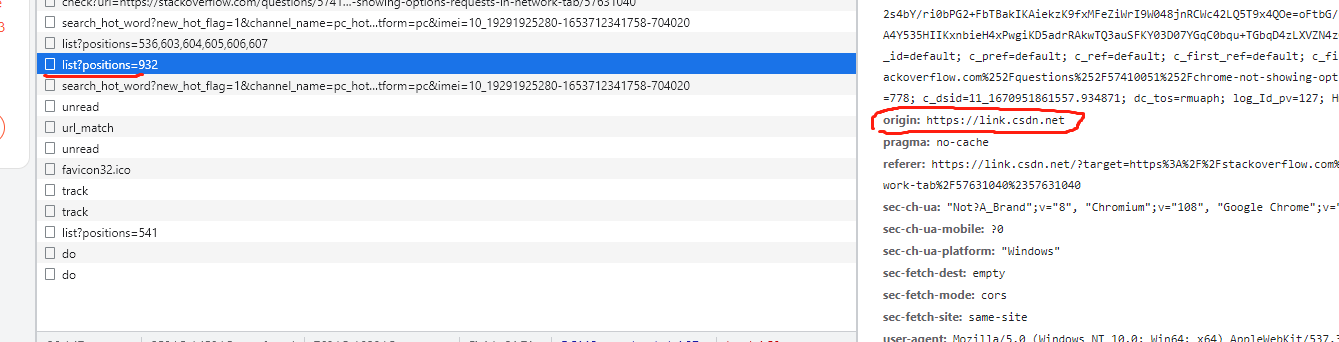 check?url=https://stackoverflow.com/questions/5741...-showing-options-requests-in-network-tab/57631040
search_hot_word?new_hot_flag=1&channel_name=pc_hot...tform=pc&imei=10_19291925280-1653712341758-704020
list?positions=536,603,604,605,606,607
list?positions=932
search_hot_word?new_hot_flag=1&channel_name=pc_hot...tform=pc&imei=10_19291925280-1653712341758-704020
unread
url_match
unread
favicon32.ico
track
track
list?positions=541
do
do
3
2s4bY/ri0bPG2+FbTBakIKAiekzK9fxMFeZiWrI9W048jnRCWc42LQ5T9x4QOe=oFtbG/
A4Y535HIIKxnbieH4xPwgiKD5adrRAkwTQ3auSFKY03D07YGqC0bqu+TGbqD4zLXVZN4z
_id=default; c_pref=default; c_ref=default; c_first_ref=default; c_fi
ackoverflow.com%252Fquestions%252F57410051%252Fchrome-not-showing-opt
=778; c_dsid=11_1670951861557.934871; dc_tos=rmuaph; log_Id_pv=127; H
origin: https://link.csdn.net
pragma: no-cache
referer: https://link.csdn.net/?target=https%3A%2F%2Fstackoverflow.com%
work-tab%2F57631040%2357631040
sec-ch-ua: "Not?A_Brand";v="8", "Chromium";v="108", "Google Chrome";v="
sec-ch-ua-mobile: ?0
sec-ch-ua-platform: "Windows"
sec-fetch-dest: empty
sec-fetch-mode: cors
sec-fetch-site: same-site
user-agent: Mozilla/5.0 (Windows NT 10.0; Win64; x64) AppleWebKit/537.3